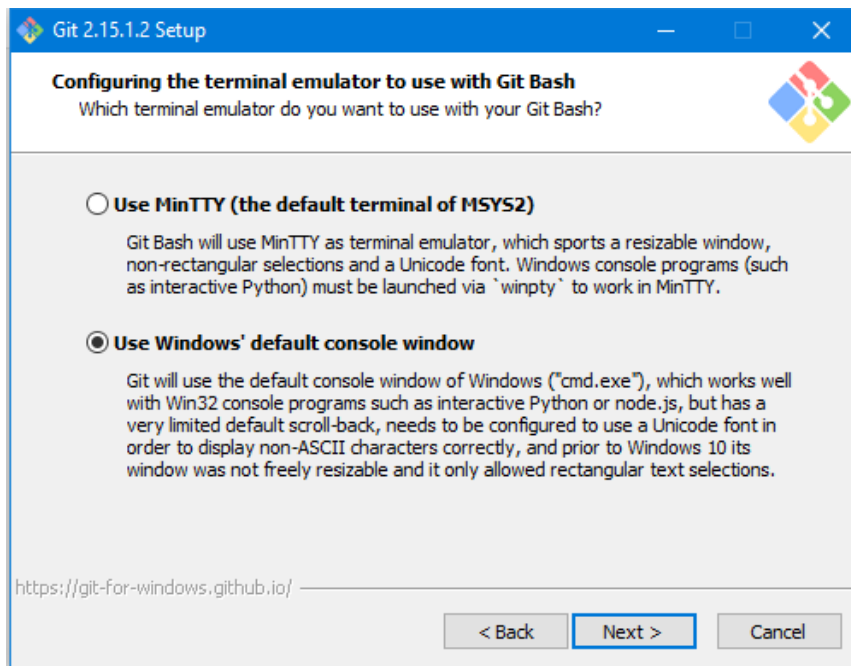 Git 2.15.1.2 Setup
Configuring the terminal emulator to use with Git Bash
Which terminal emulator do you want to use with your Git Bash?
Use MinTTY (the default terminal of MSYS2)
Git Bash will use MinTTY as terminal emulator, which sports a resizable window,
non-rectangular selections and a Unicode font. Windows console programs (such
as interactive Python) must be launched via `winpty` to work in MinTTY.
Use Windows' default console window
Git will use the default console window of Windows ("cmd.exe"), which works well
with Win32 console programs such as interactive Python or node.js, but has a
very limited default scroll-back, needs to be configured to use a Unicode font in
order to display non-ASCII characters correctly, and prior to Windows 10 its
window was not freely resizable and it only allowed rectangular text selections.
https://git-for-windows.github.io/
< Back Next > Cancel